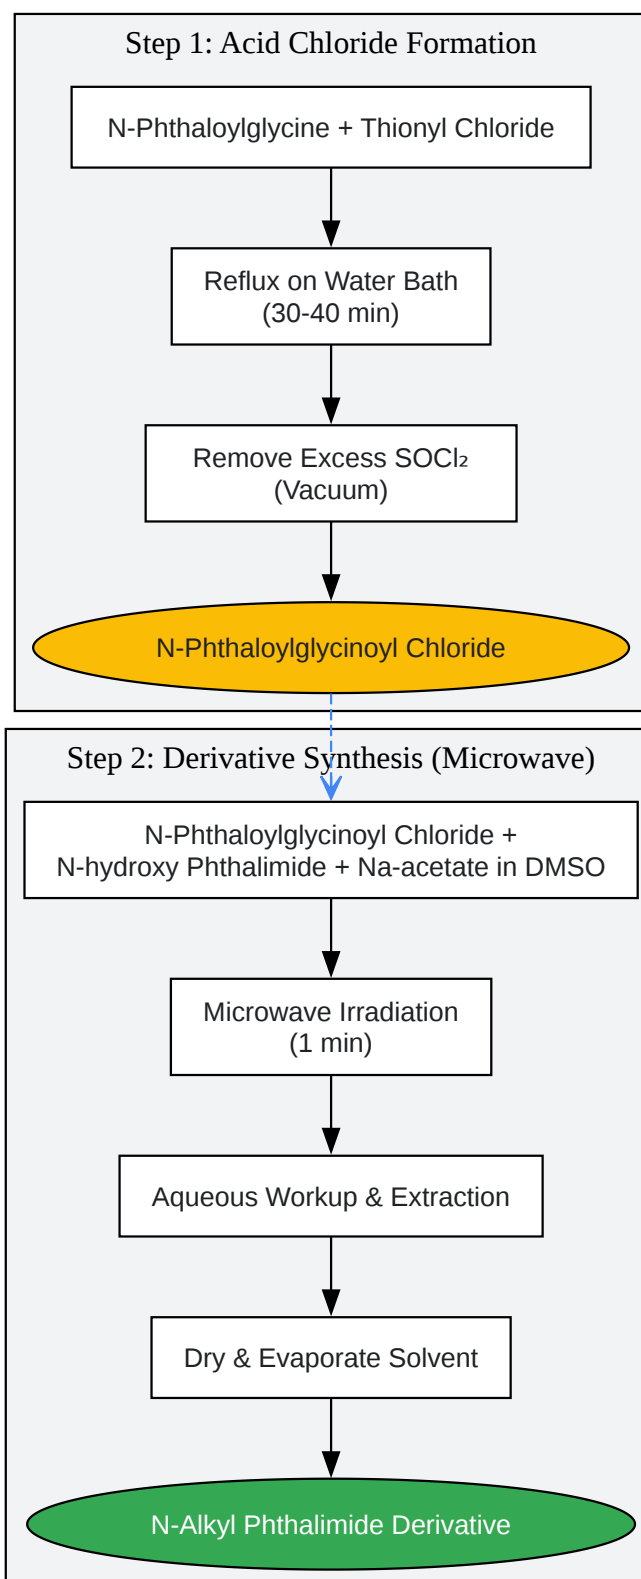 Step 1: Acid Chloride Formation
N-Phthaloylglycine + Thionyl Chloride
Reflux on Water Bath
(30-40 min)
Remove Excess SOCl₂
(Vacuum)
N-Phthaloylglycinoyl Chloride
Step 2: Derivative Synthesis (Microwave)
N-Phthaloylglycinoyl Chloride +
N-hydroxy Phthalimide + Na-acetate in DMSO
Microwave Irradiation
(1 min)
Aqueous Workup & Extraction
Dry & Evaporate Solvent
N-Alkyl Phthalimide Derivative